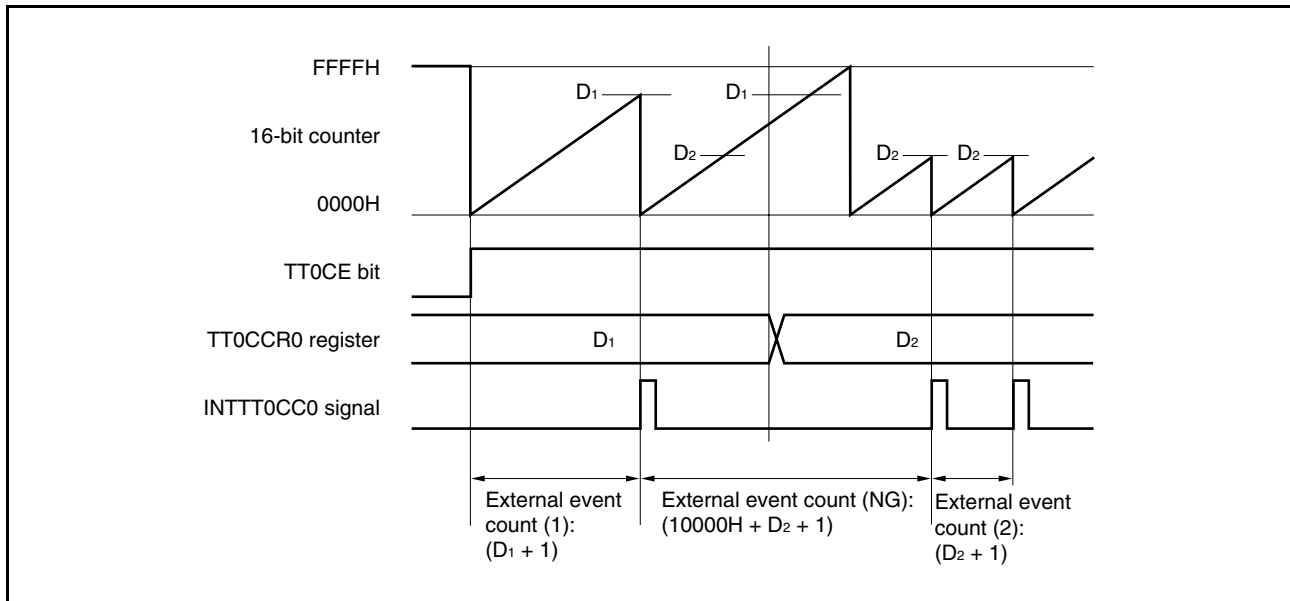 FFFFH
D₁
D₁
16-bit counter
D₂
D₂
D₂
0000H
TT0CE bit
TT0CCR0 register
D₁
D₂
INTTT0CC0 signal
External event
count (1):
(D₁ + 1)
External event count (NG):
(10000H + D₂ + 1)
External event
count (2):
(D₂ + 1)